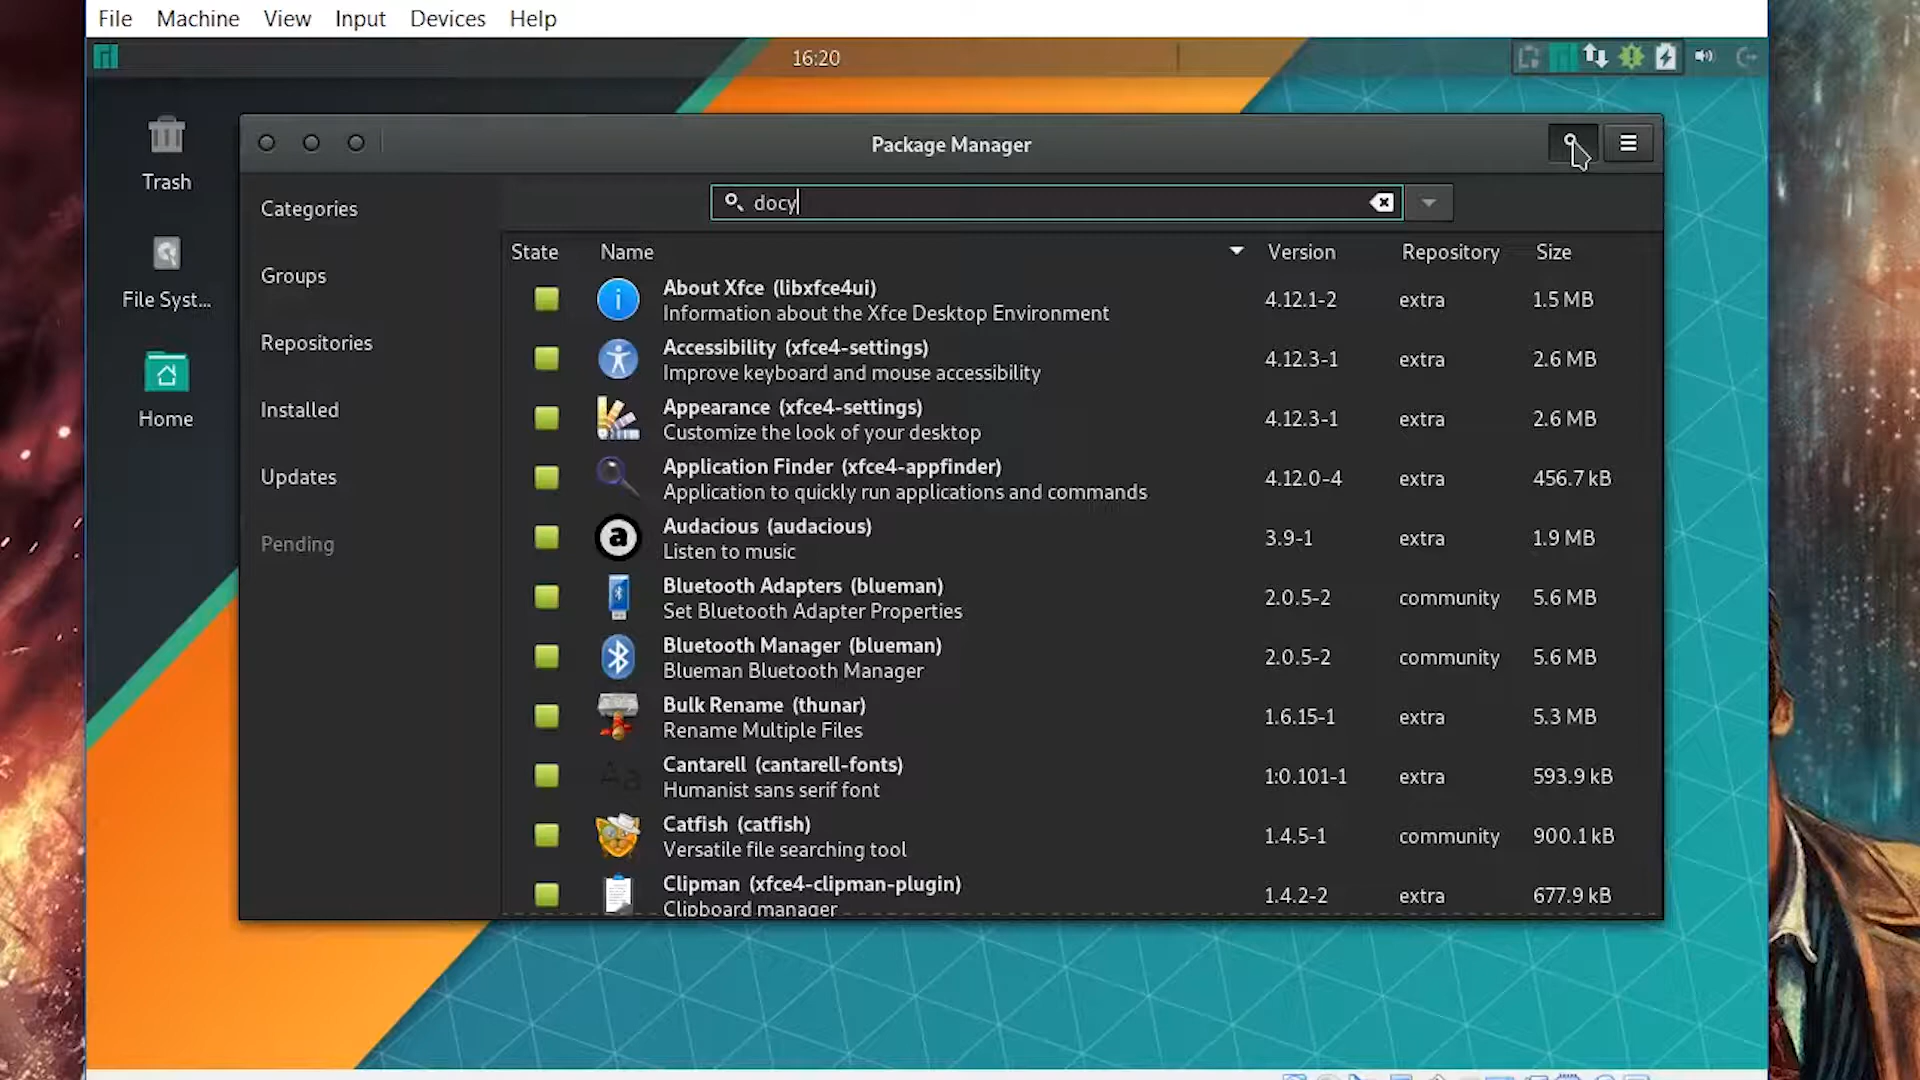 File Machine View Input Devices Help
16:20
Trash
File Syst...
Home
Package Manager
docy
Categories
Groups
Repositories
Installed
Updates
Pending
State Name Version Repository Size
About Xfce (libxfce4ui)
Information about the Xfce Desktop Environment
4.12.1-2 extra 1.5 MB
Accessibility (xfce4-settings)
Improve keyboard and mouse accessibility
4.12.3-1 extra 2.6 MB
Appearance (xfce4-settings)
Customize the look of your desktop
4.12.3-1 extra 2.6 MB
Application Finder (xfce4-appfinder)
Application to quickly run applications and commands
4.12.0-4 extra 456.7 kB
Audacious (audacious)
Listen to music
3.9-1 extra 1.9 MB
Bluetooth Adapters (blueman)
Set Bluetooth Adapter Properties
2.0.5-2 community 5.6 MB
Bluetooth Manager (blueman)
Blueman Bluetooth Manager
2.0.5-2 community 5.6 MB
Bulk Rename (thunar)
Rename Multiple Files
1.6.15-1 extra 5.3 MB
Aa
Cantarell (cantarell-fonts)
Humanist sans serif font
1:0.101-1 extra 593.9 kB
Catfish (catfish)
Versatile file searching tool
1.4.5-1 community 900.1 kB
Clipman (xfce4-clipman-plugin)
Clipboard manager
1.4.2-2 extra 677.9 kB